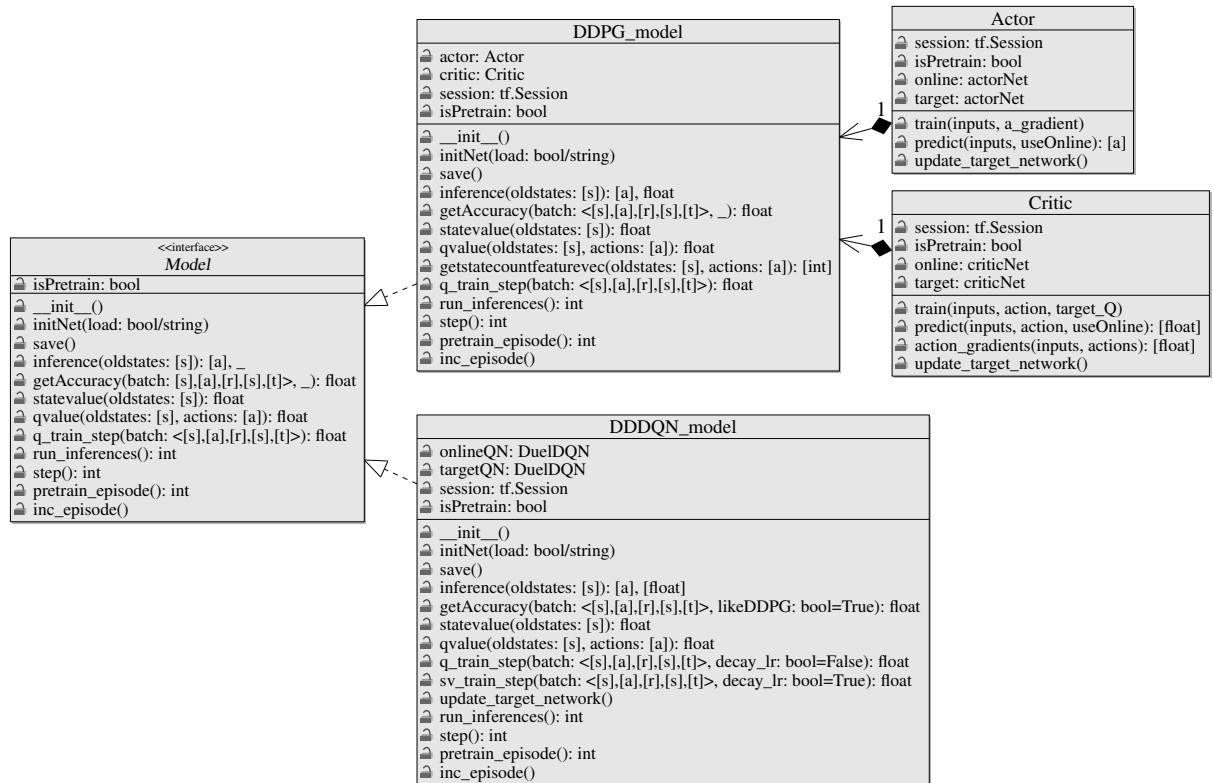 <<interface>>
Model
isPretrain: bool
__init__()
initNet(load: bool/string)
save()
inference(oldstates: [s]): [a], _
getAccuracy(batch: [s],[a],[r],[s],[t]>, _): float
statevalue(oldstates: [s]): float
qvalue(oldstates: [s], actions: [a]): float
q_train_step(batch: <[s],[a],[r],[s],[t]>): float
run_inferences(): int
step(): int
pretrain_episode(): int
inc_episode()
DDPG_model
actor: Actor
critic: Critic
session: tf.Session
isPretrain: bool
__init__()
initNet(load: bool/string)
save()
inference(oldstates: [s]): [a], float
getAccuracy(batch: <[s],[a],[r],[s],[t]>, _): float
statevalue(oldstates: [s]): float
qvalue(oldstates: [s], actions: [a]): float
getstatecountfeaturevec(oldstates: [s], actions: [a]): [int]
q_train_step(batch: <[s],[a],[r],[s],[t]>): float
run_inferences(): int
step(): int
pretrain_episode(): int
inc_episode()
1
Actor
session: tf.Session
isPretrain: bool
online: actorNet
target: actorNet
train(inputs, a_gradient)
predict(inputs, useOnline): [a]
update_target_network()
1
Critic
session: tf.Session
isPretrain: bool
online: criticNet
target: criticNet
train(inputs, action, target_Q)
predict(inputs, action, useOnline): [float]
action_gradients(inputs, actions): [float]
update_target_network()
DDDQN_model
onlineQN: DuelDQN
targetQN: DuelDQN
session: tf.Session
isPretrain: bool
__init__()
initNet(load: bool/string)
save()
inference(oldstates: [s]): [a], [float]
getAccuracy(batch: <[s],[a],[r],[s],[t]>, likeDDPG: bool=True): float
statevalue(oldstates: [s]): float
qvalue(oldstates: [s], actions: [a]): float
q_train_step(batch: <[s],[a],[r],[s],[t]>, decay_lr: bool=False): float
sv_train_step(batch: <[s],[a],[r],[s],[t]>, decay_lr: bool=True): float
update_target_network()
run_inferences(): int
step(): int
pretrain_episode(): int
inc_episode()